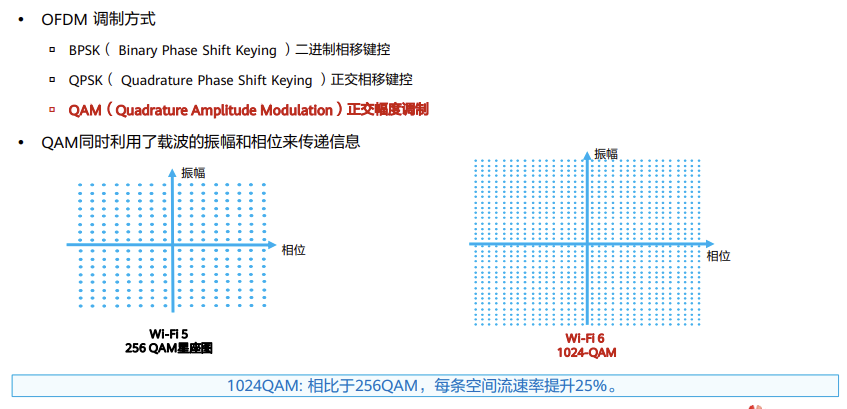 • OFDM 调制方式
▫ BPSK（ Binary Phase Shift Keying ）二进制相移键控
▫ QPSK（ Quadrature Phase Shift Keying ）正交相移键控
▫ QAM（Quadrature Amplitude Modulation）正交幅度调制
• QAM同时利用了载波的振幅和相位来传递信息
振幅
相位
Wi-Fi 5
256 QAM星座图
振幅
相位
Wi-Fi 6
1024-QAM
1024QAM: 相比于256QAM，每条空间流速率提升25%。